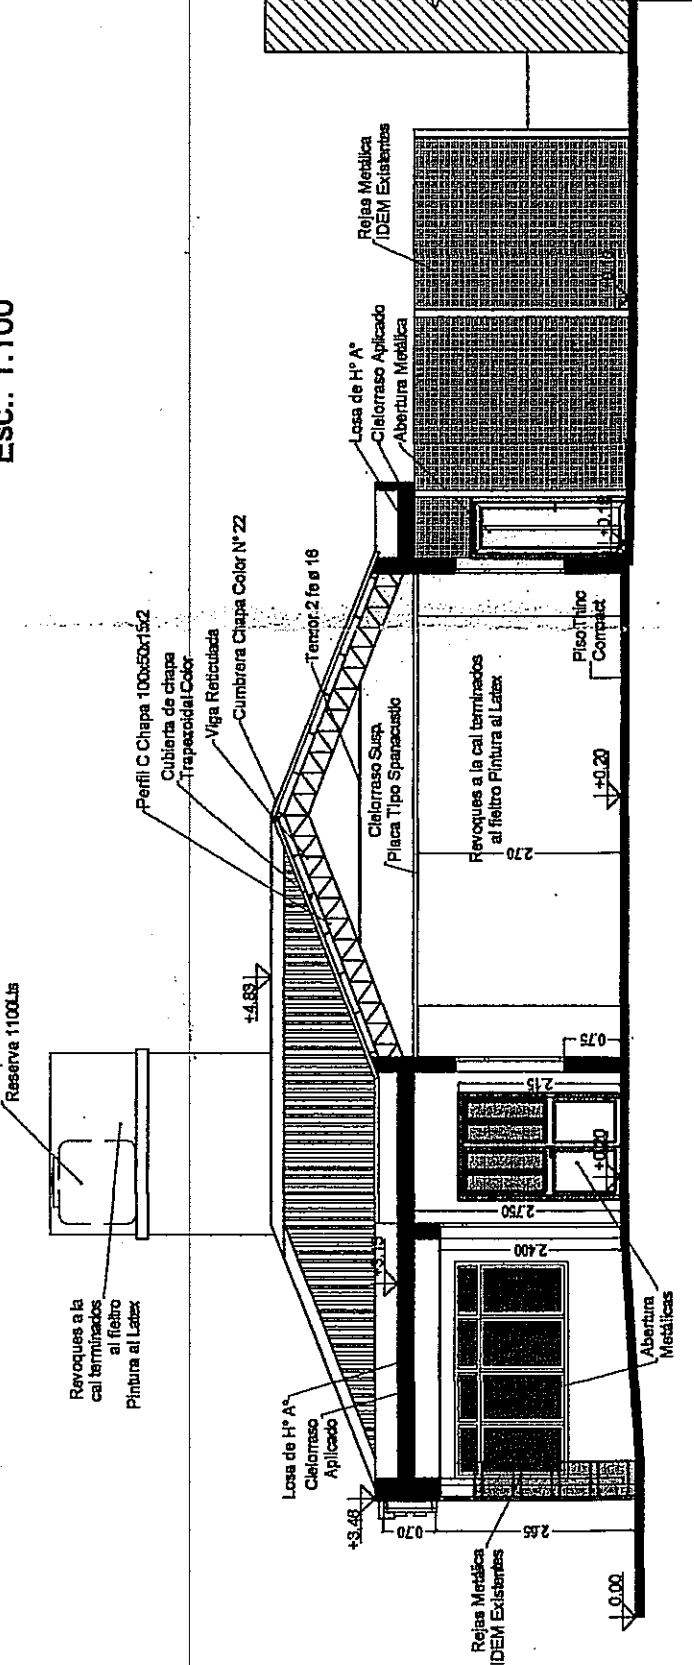 Esc.: 1:100
Reserva 1100Lts
Revoques a la
cal terminados
al fieltro
Pintura al Latex
Perfil C Chapa 100x50x15x2
Cubierta de chapa
Trapezoidal Color
Viga Reticulada
Cumbrera Chapa Color N° 22
Tensor 2 fe ø 16
Losa de H° A°
Cielorraso Aplicado
Abertura Metálica
Rejas Metálica
IDEM Existentes
+4.83
Losa de H° A°
Cielorraso
Aplicado
+3.46
0.70
2.65
Rejas Metálica
IDEM Existentes
0.00
2.400
2.750
2.15
+0.20
Abertura
Metálicas
0.75
Cielorraso Susp.
Placa Tipo Spanacustic
2.70
Revoques a la cal terminados
al fieltro Pintura al Latex
+0.20
Piso Thinc
Compact